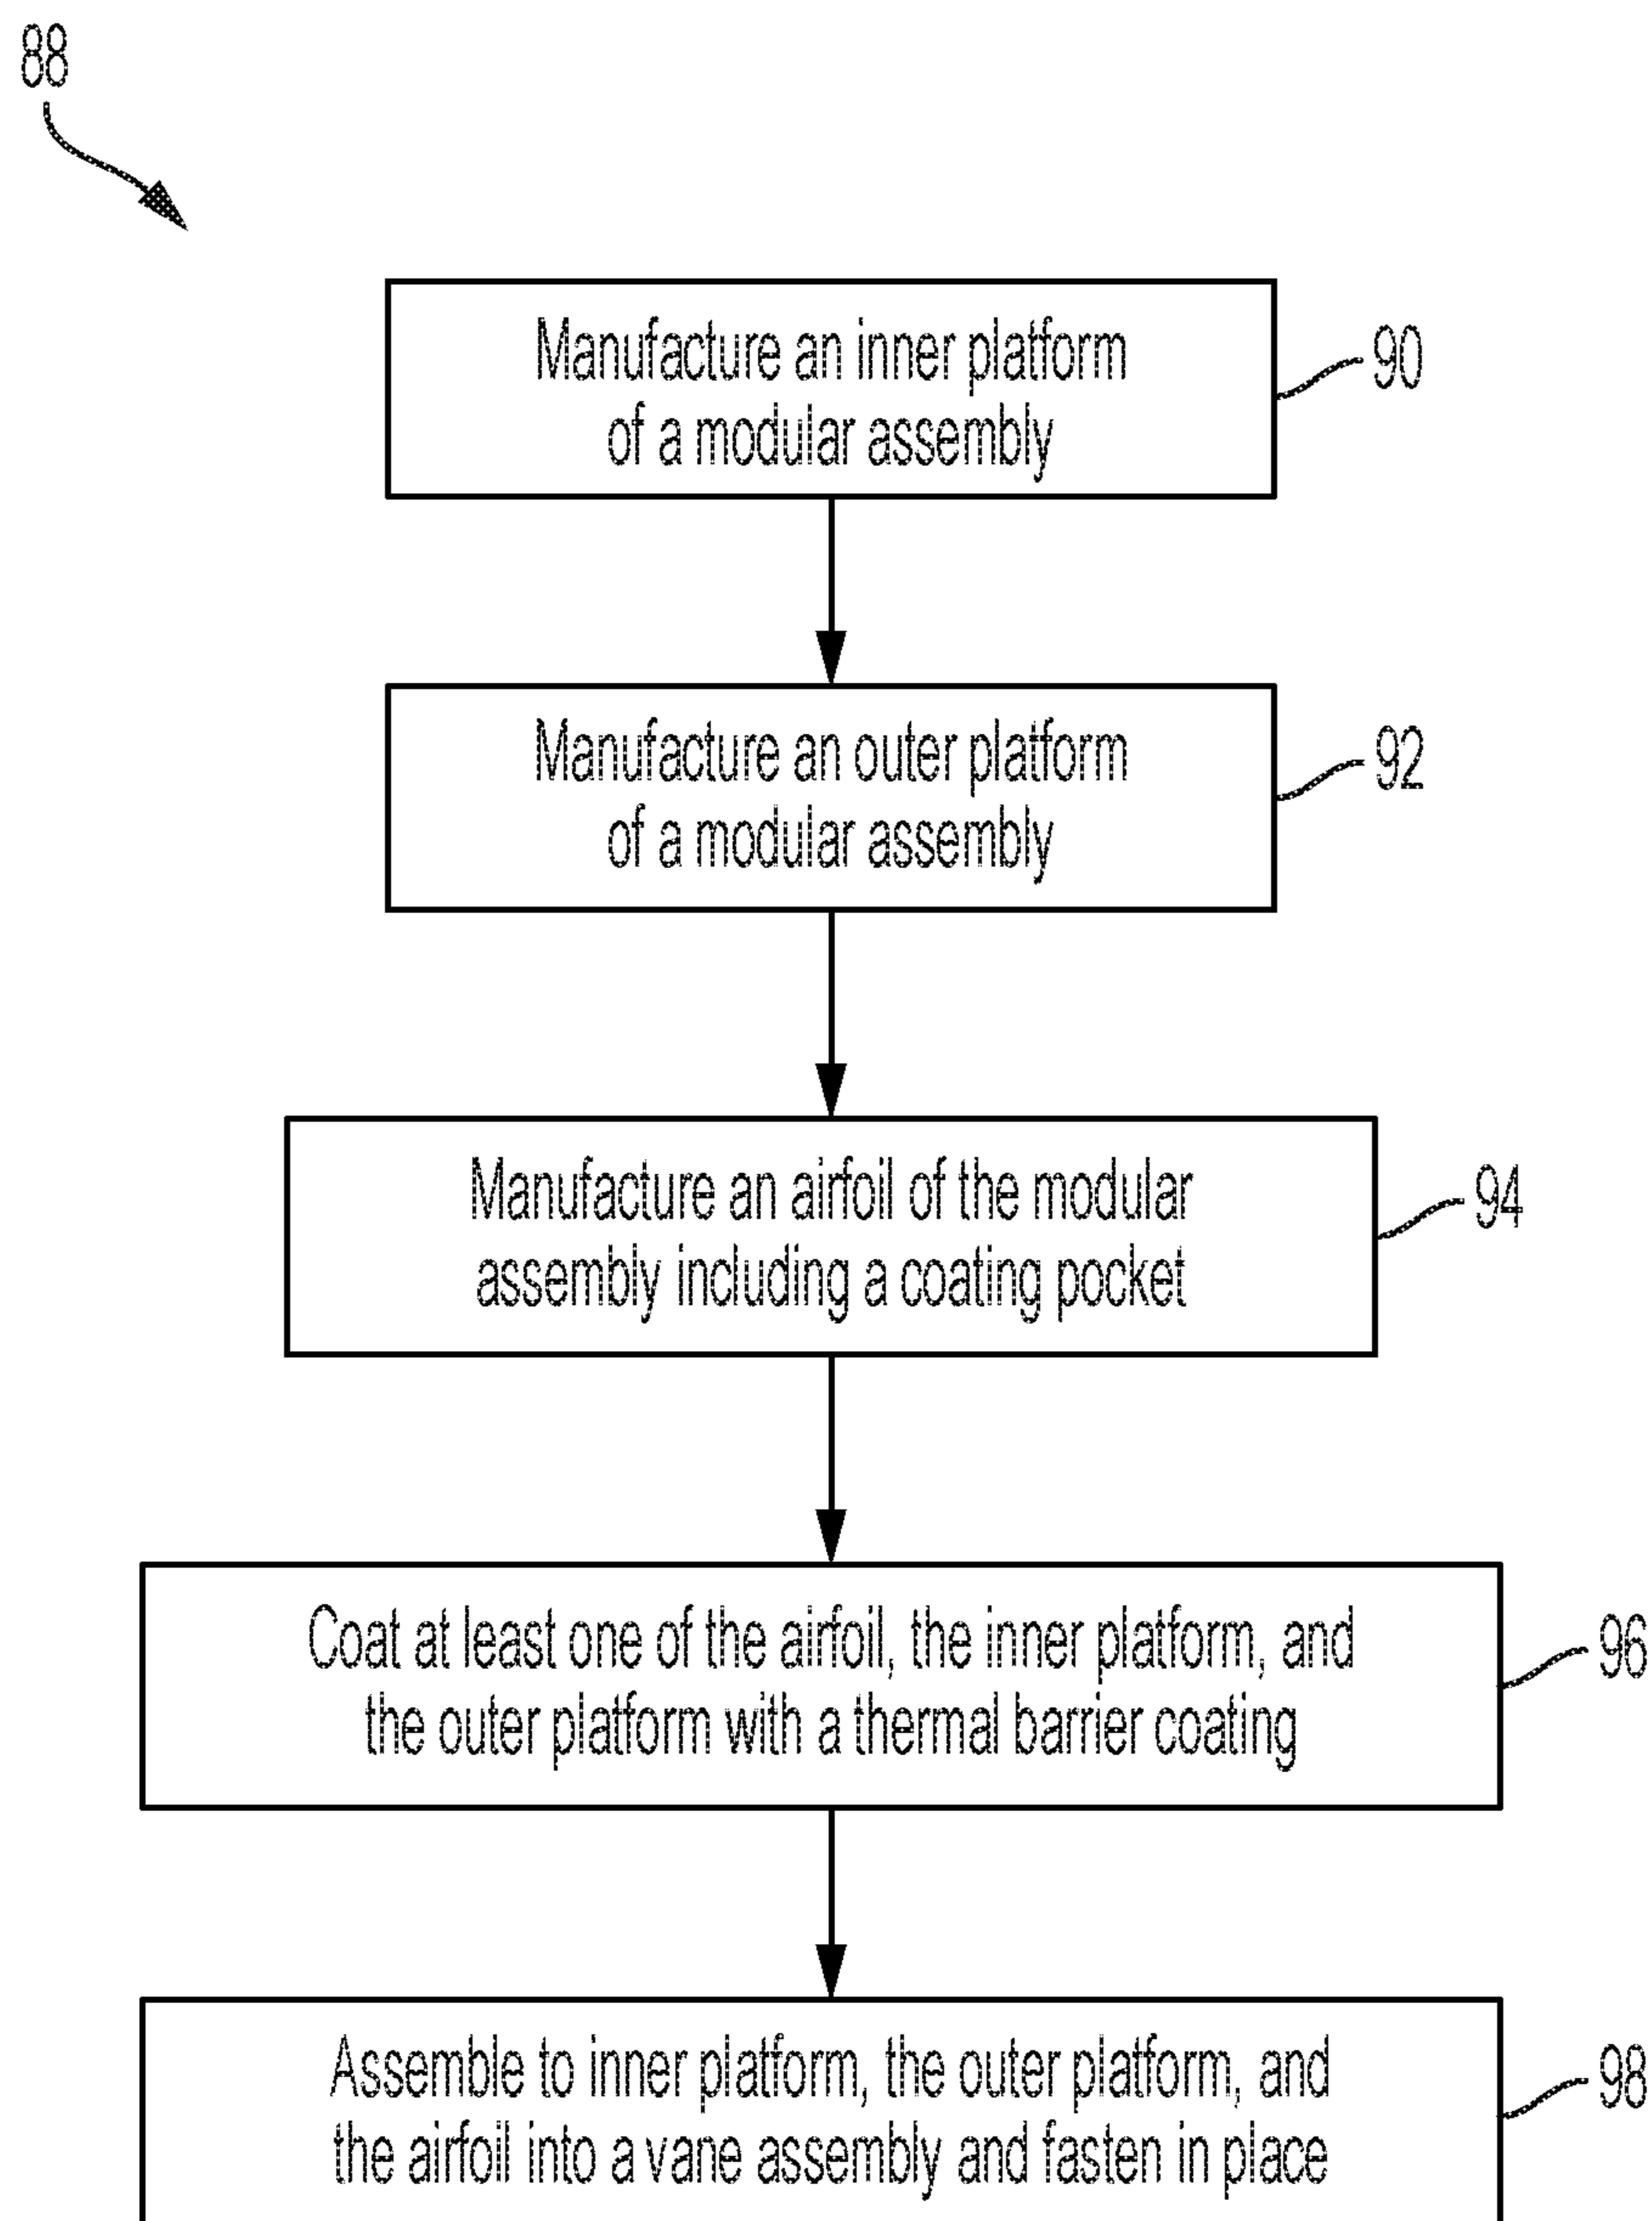 88
Manufacture an inner platform
of a modular assembly
90
Manufacture an outer platform
of a modular assembly
92
Manufacture an airfoil of the modular
assembly including a coating pocket
94
Coat at least one of the airfoil, the inner platform, and
the outer platform with a thermal barrier coating
96
Assemble to inner platform, the outer platform, and
the airfoil into a vane assembly and fasten in place
98